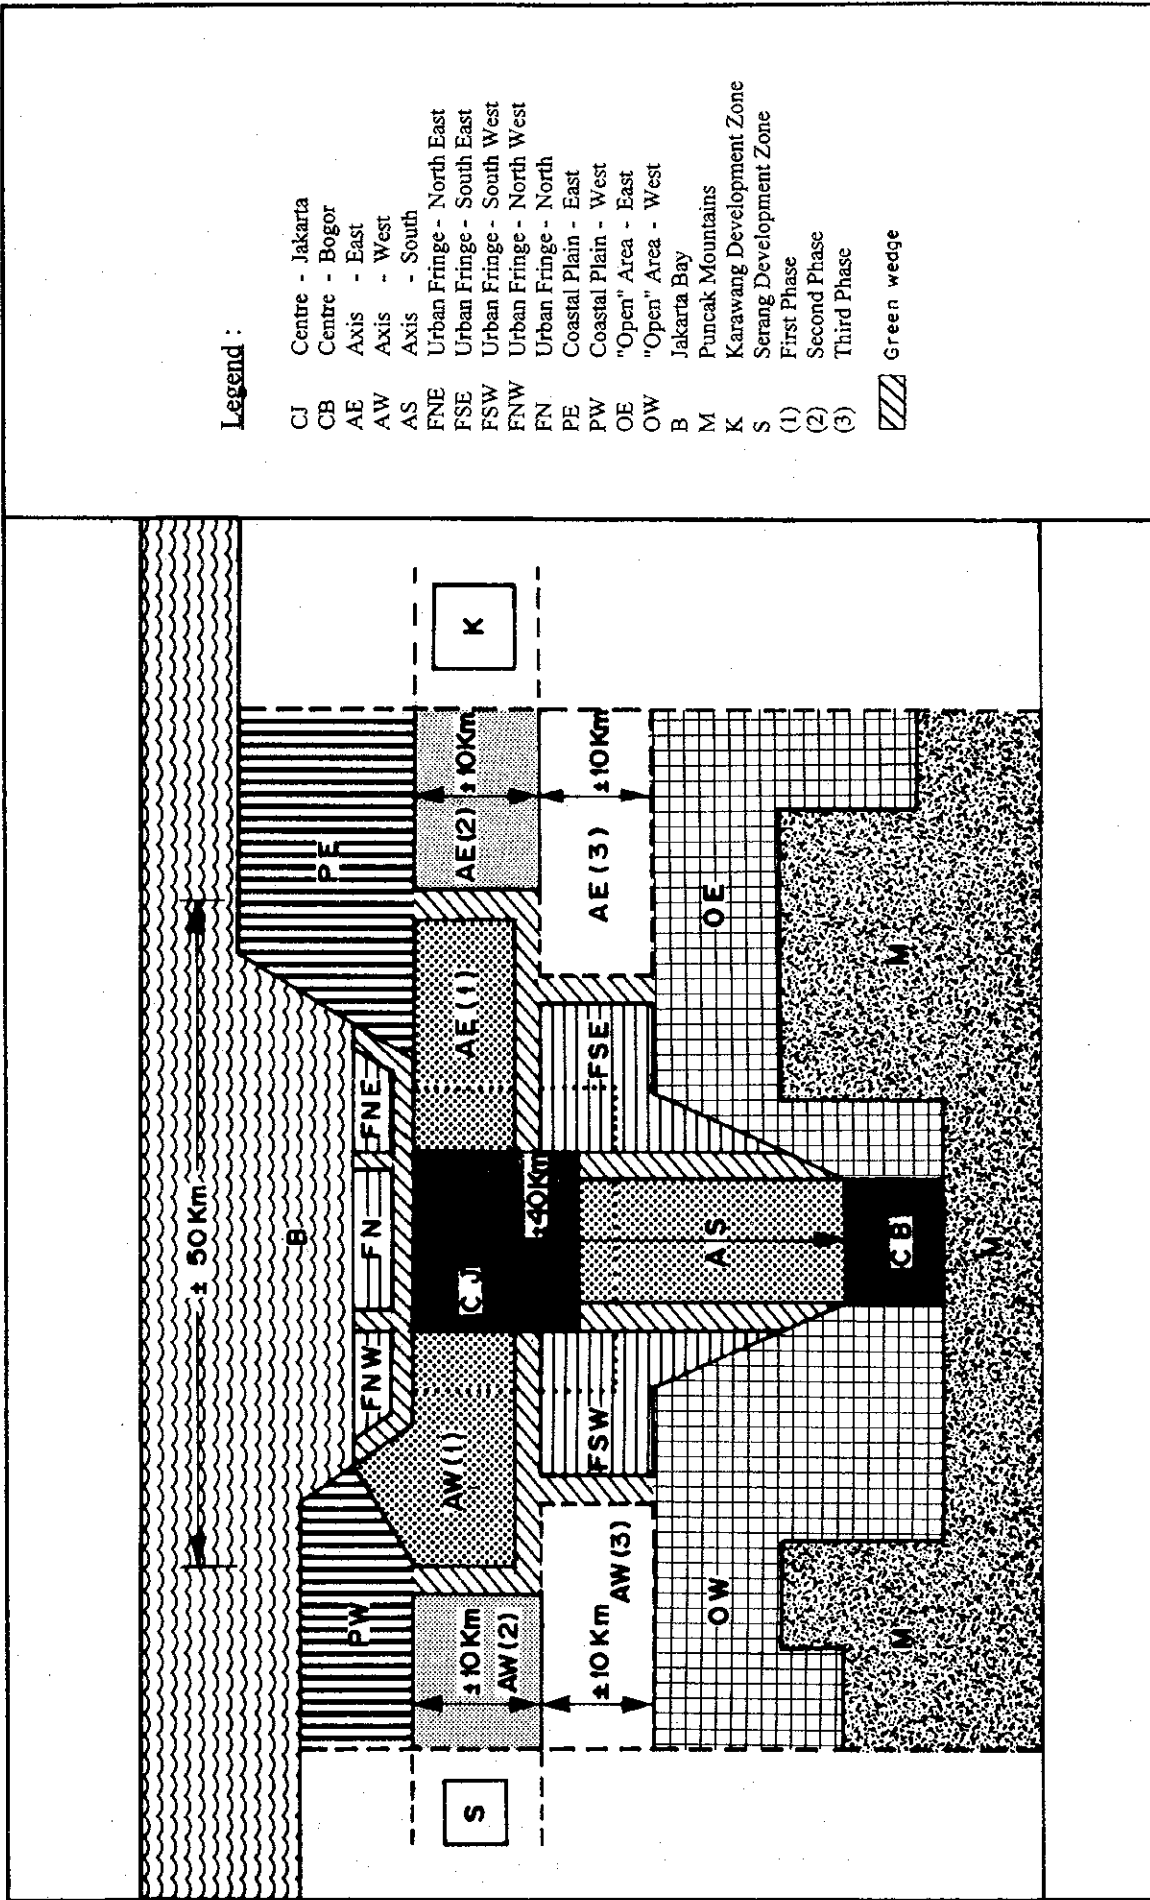 ± 50Km
B
PW
FNW
FN
FNE
PE
S
± 10Km
AW(2)
AW(1)
CJ
AE(1)
AE(2)
± 10Km
K
±10Km
AW(3)
FSW
±40Km
FSE
AE(3)
±10Km
OW
AS
OE
M
CB
M
M
Legend :
CJ Centre - Jakarta
CB Centre - Bogor
AE Axis - East
AW Axis - West
AS Axis - South
FNE Urban Fringe - North East
FSE Urban Fringe - South East
FSW Urban Fringe - South West
FNW Urban Fringe - North West
FN Urban Fringe - North
PE Coastal Plain - East
PW Coastal Plain - West
OE "Open" Area - East
OW "Open" Area - West
B Jakarta Bay
M Puncak Mountains
K Karawang Development Zone
S Serang Development Zone
(1) First Phase
(2) Second Phase
(3) Third Phase
Green wedge